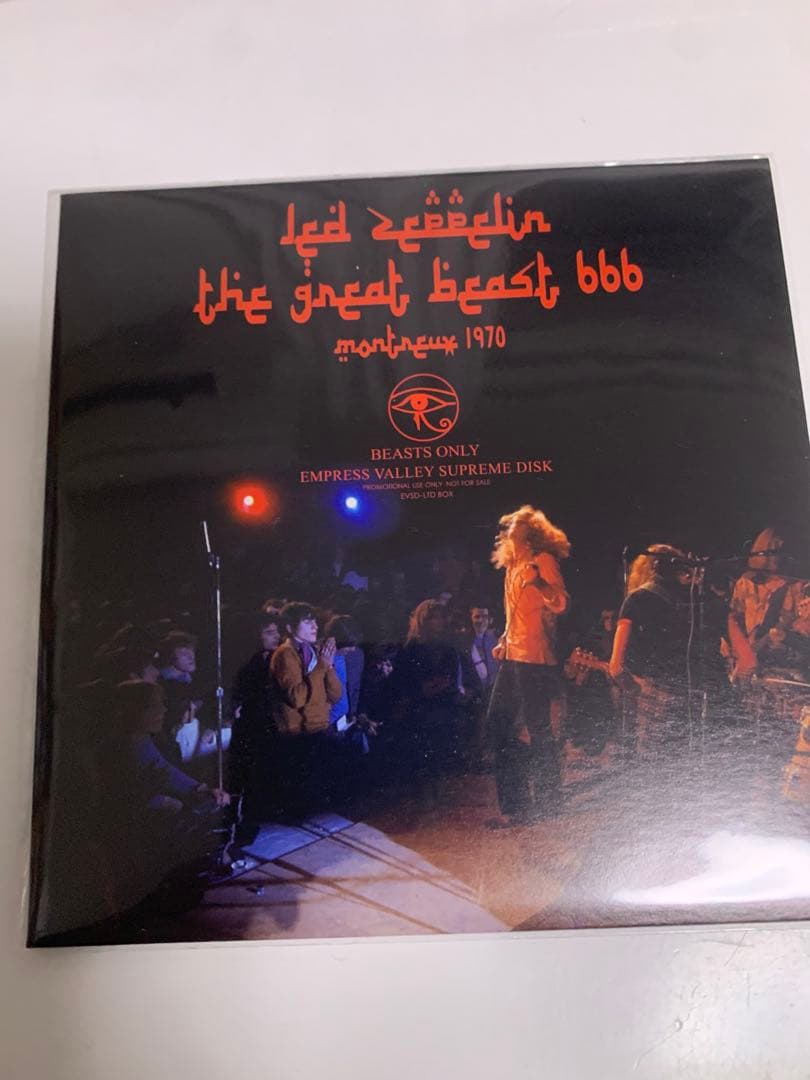 led zeppelin
the great beast 666
montreux 1970
BEASTS ONLY
EMPRESS VALLEY SUPREME DISK
PROMOTIONAL USE ONLY NOT FOR SALE
EVSD-LTD BOX